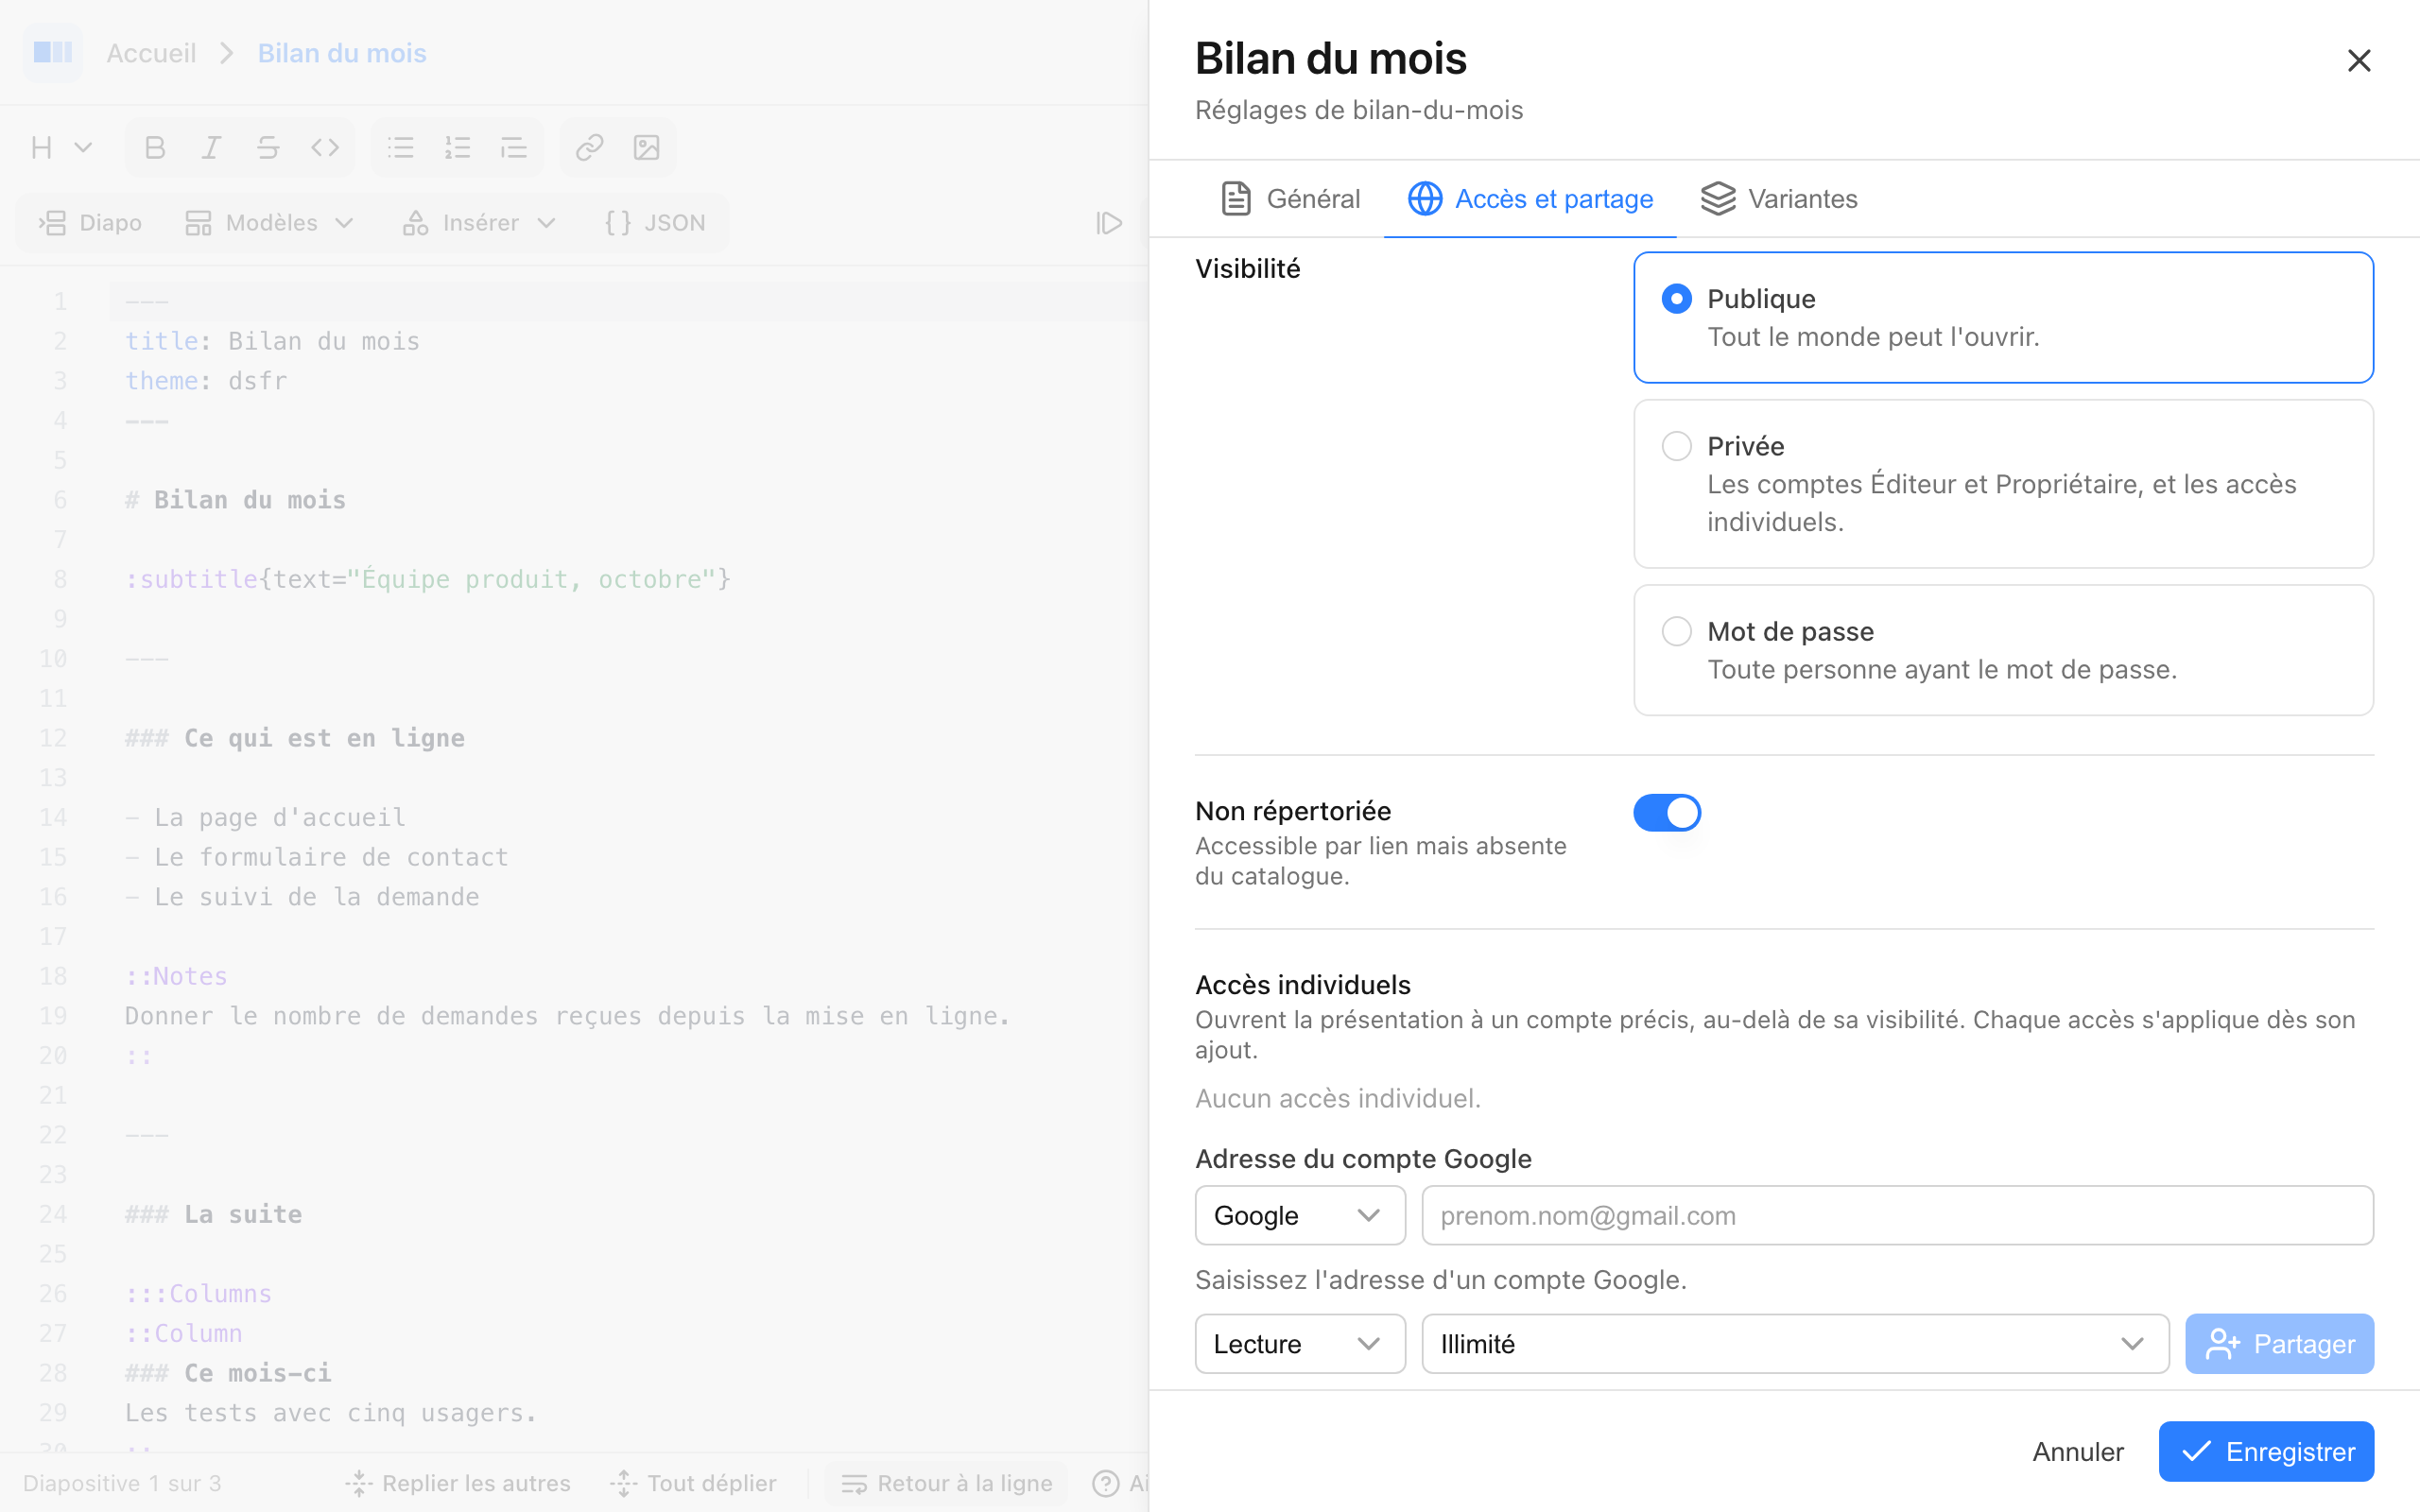 Accueil
Bilan du mois
H
Diapo
Modèles
Insérer
{ } JSON
1 ---
2 title: Bilan du mois
3 theme: dsfr
4 ---
5
6 # Bilan du mois
7
8 :subtitle{text="Équipe produit, octobre"}
9
10 ---
11
12 ### Ce qui est en ligne
13
14 - La page d'accueil
15 - Le formulaire de contact
16 - Le suivi de la demande
17
18 ::Notes
19 Donner le nombre de demandes reçues depuis la mise en ligne.
20 ::
21
22 ---
23
24 ### La suite
25
26 :::Columns
27 ::Column
28 ### Ce mois-ci
29 Les tests avec cinq usagers.
30 ::
Diapositive 1 sur 3
Replier les autres
Tout déplier
Retour à la ligne
Bilan du mois
Réglages de bilan-du-mois
Général
Accès et partage
Variantes
Visibilité
Publique
Tout le monde peut l'ouvrir.
Privée
Les comptes Éditeur et Propriétaire, et les accès
individuels.
Mot de passe
Toute personne ayant le mot de passe.
Non répertoriée
Accessible par lien mais absente
du catalogue.
Accès individuels
Ouvrent la présentation à un compte précis, au-delà de sa visibilité. Chaque accès s'applique dès son
ajout.
Aucun accès individuel.
Adresse du compte Google
Google
prenom.nom@gmail.com
Saisissez l'adresse d'un compte Google.
Lecture
Illimité
Partager
Annuler
Enregistrer